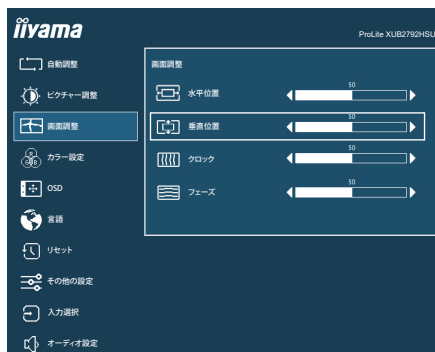 iiyama
ProLite XUB2792HSU
自動調整
ピクチャー調整
画面調整
カラー設定
OSD
言語
リセット
その他の設定
入力選択
オーディオ設定
画面調整
水平位置
50
垂直位置
50
クロック
50
フェーズ
50
R
G
B